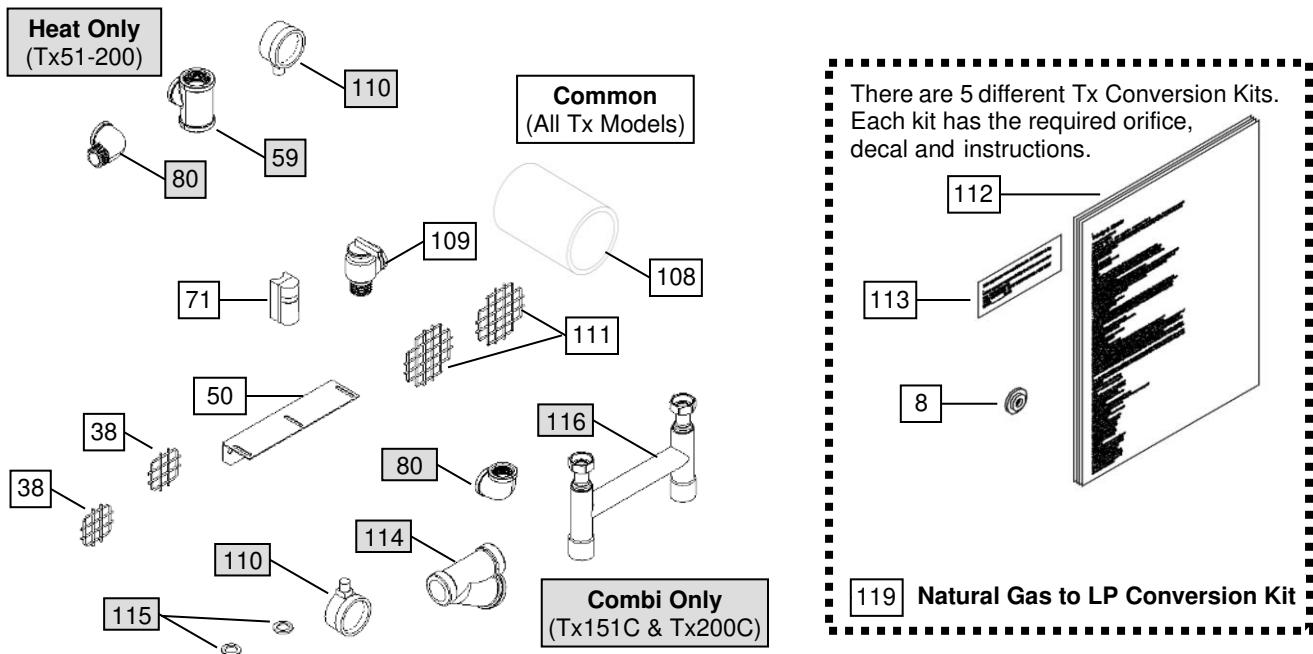 Heat Only
(Tx51-200)
110
59
80
Common
(All Tx Models)
109
108
71
111
50
38
38
116
80
114
110
115
Combi Only
(Tx151C & Tx200C)
There are 5 different Tx Conversion Kits.
Each kit has the required orifice,
decal and instructions.
112
113
8
119 Natural Gas to LP Conversion Kit